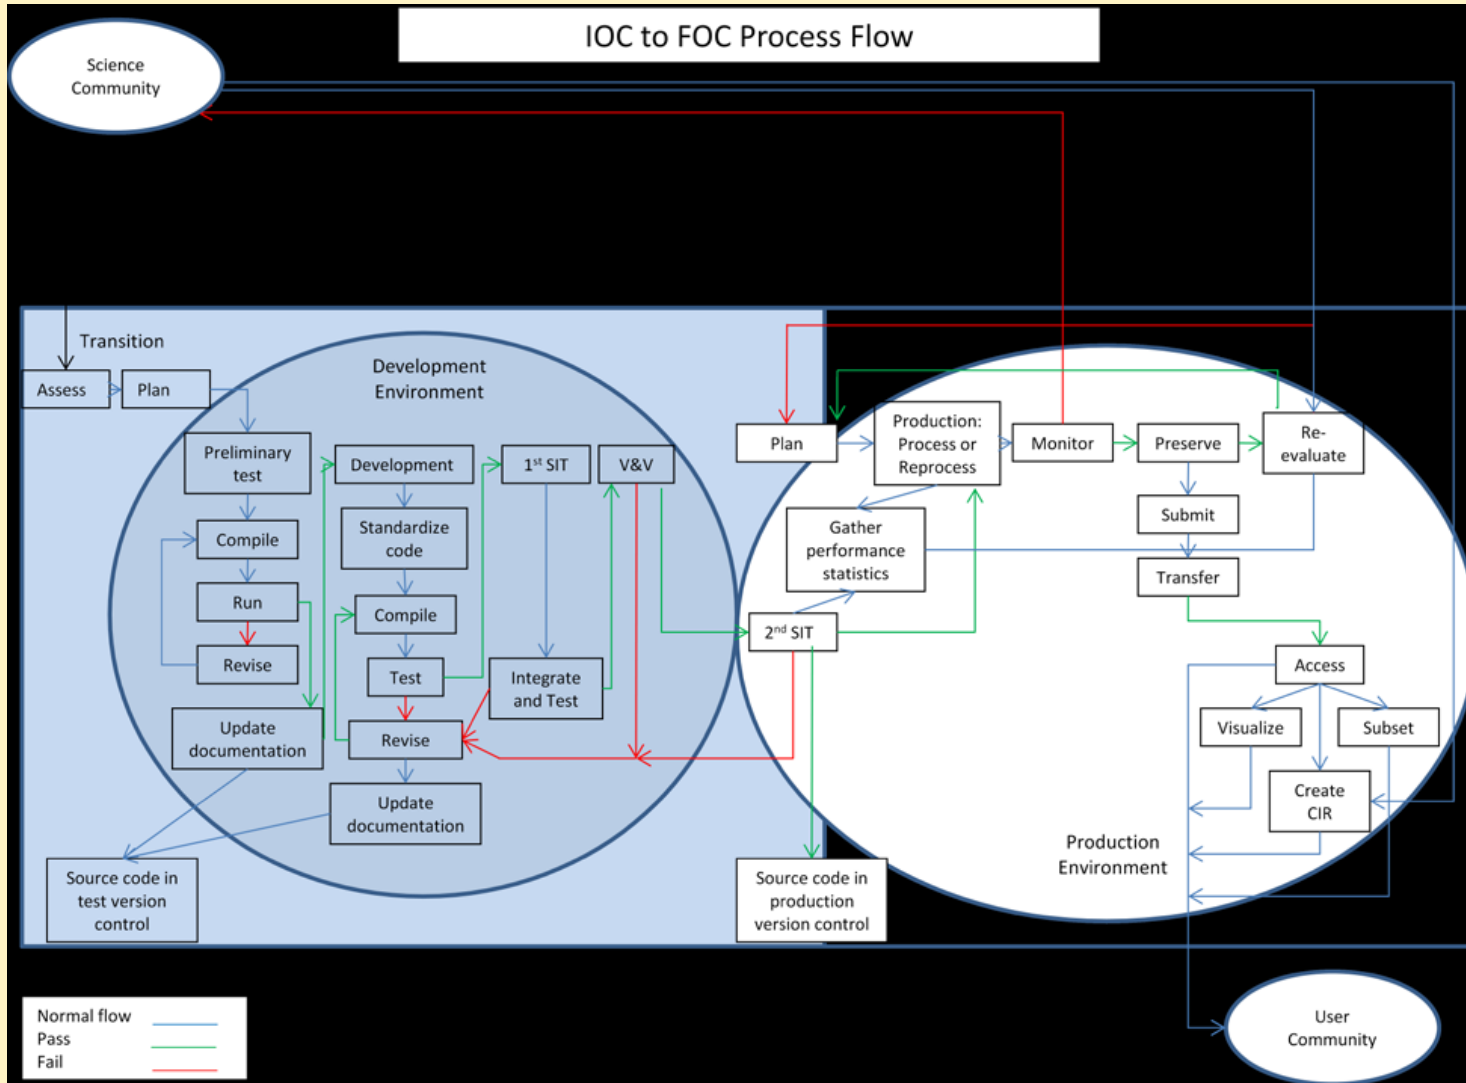 IOC to FOC Process Flow
Science
Community
Transition
Assess
Plan
Development
Environment
Preliminary
test
Compile
Run
Revise
Update
documentation
Development
Standardize
code
Compile
Test
Revise
Update
documentation
1st SIT
Integrate
and Test
V&V
Source code in
test version
control
Plan
Production:
Process or
Reprocess
Monitor
Preserve
Re-
evaluate
Gather
performance
statistics
Submit
Transfer
2nd SIT
Access
Visualize
Subset
Create
CIR
Production
Environment
Source code in
production
version control
User
Community
Normal flow
Pass
Fail